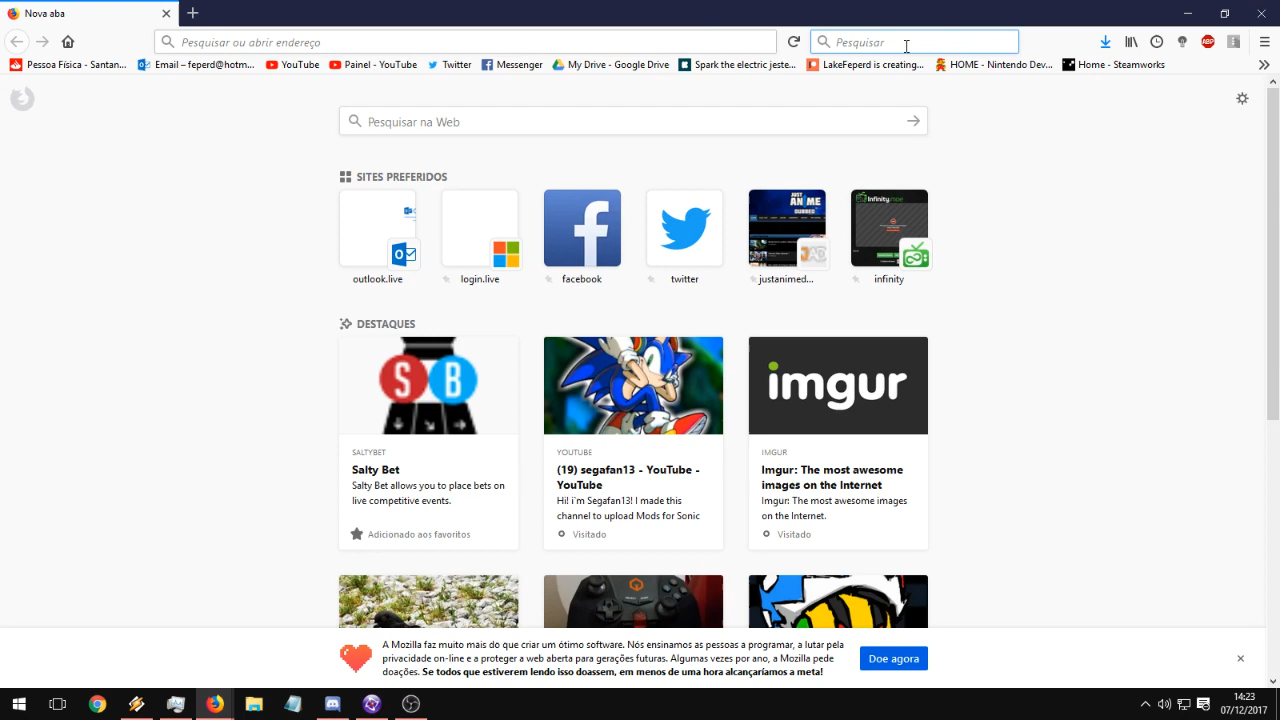 Nova aba
Pesquisar ou abrir endereço
Pesquisar
ABP
Pessoa Física - Santan...
Email – feperd@hotm...
YouTube
Painel - YouTube
Twitter
Messenger
My Drive - Google Drive
Spark the electric jeste...
LakeFeperd is creating...
HOME - Nintendo Dev...
Home - Steamworks
Pesquisar na Web
SITES PREFERIDOS
JUST ANIME DUBBED
Infinity.moe
outlook.live
login.live
facebook
twitter
justanimed...
infinity
DESTAQUES
S B
imgur
SALTYBET
Salty Bet
Salty Bet allows you to place bets on
live competitive events.
Adicionado aos favoritos
YOUTUBE
(19) segafan13 - YouTube -
YouTube
Hi! i`m Segafan13! I made this
channel to upload Mods for Sonic
Visitado
IMGUR
Imgur: The most awesome
images on the Internet
Imgur: The most awesome images
on the Internet.
Visitado
A Mozilla faz muito mais do que criar um ótimo software. Nós ensinamos as pessoas a programar, a lutar pela
privacidade on-line e a proteger a web aberta para gerações futuras. Algumas vezes por ano, a Mozilla pede
doações. Se todos que estiverem lendo isso doassem, em menos de uma hora alcançaríamos a meta!
Doe agora
14:23
07/12/2017